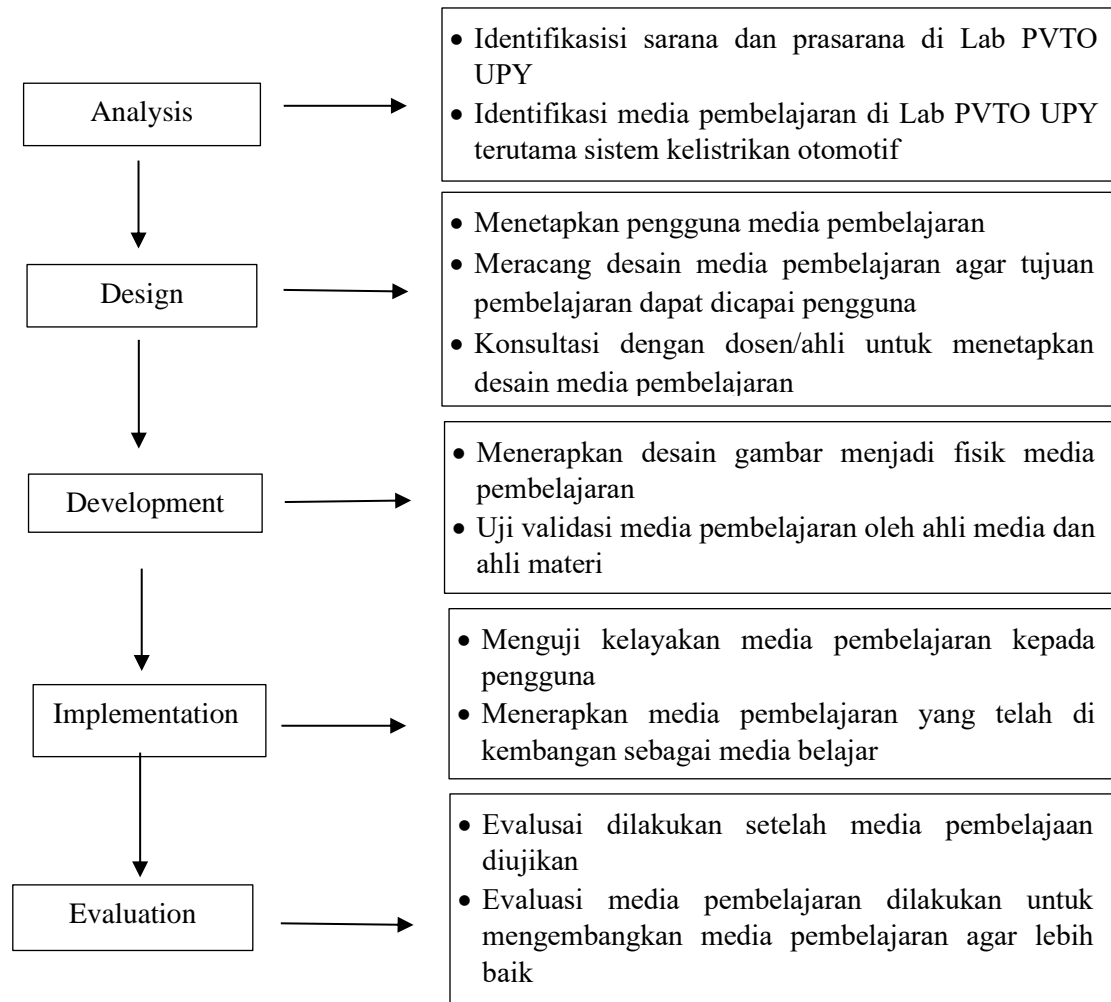 Analysis
• Identifikasisi sarana dan prasarana di Lab PVTO
UPY
• Identifikasi media pembelajaran di Lab PVTO UPY
terutama sistem kelistrikan otomotif
Design
• Menetapkan pengguna media pembelajaran
• Meracang desain media pembelajaran agar tujuan
pembelajaran dapat dicapai pengguna
• Konsultasi dengan dosen/ahli untuk menetapkan
desain media pembelajaran
Development
• Menerapkan desain gambar menjadi fisik media
pembelajaran
• Uji validasi media pembelajaran oleh ahli media dan
ahli materi
Implementation
• Menguji kelayakan media pembelajaran kepada
pengguna
• Menerapkan media pembelajaran yang telah di
kembangan sebagai media belajar
Evaluation
• Evalusai dilakukan setelah media pembelajaan
diujikan
• Evaluasi media pembelajaran dilakukan untuk
mengembangkan media pembelajaran agar lebih
baik